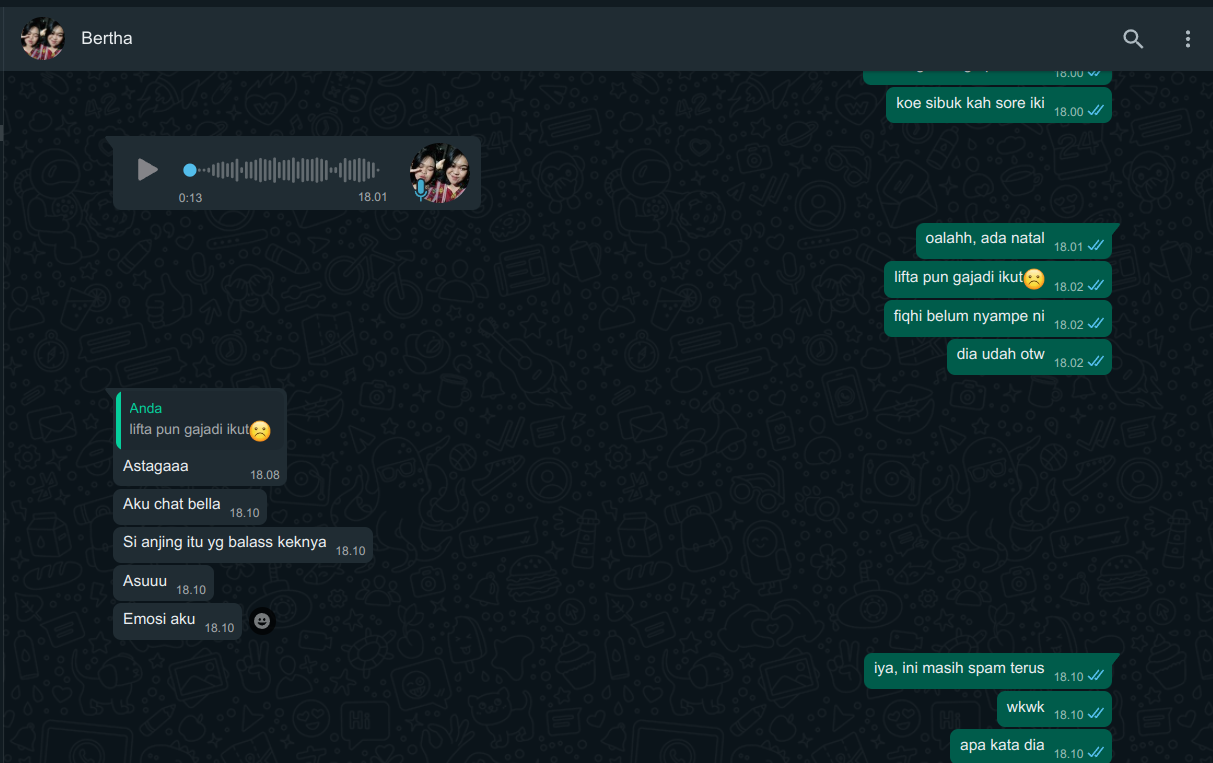 Bertha
18.00
koe sibuk kah sore iki 18.00
0:13 18.01
oalahh, ada natal 18.01
lifta pun gajadi ikut☹️ 18.02
fiqhi belum nyampe ni 18.02
dia udah otw 18.02
Anda
lifta pun gajadi ikut☹️
Astagaaa 18.08
Aku chat bella 18.10
Si anjing itu yg balass keknya 18.10
Asuuu 18.10
Emosi aku 18.10
iya, ini masih spam terus 18.10
wkwk 18.10
apa kata dia 18.10